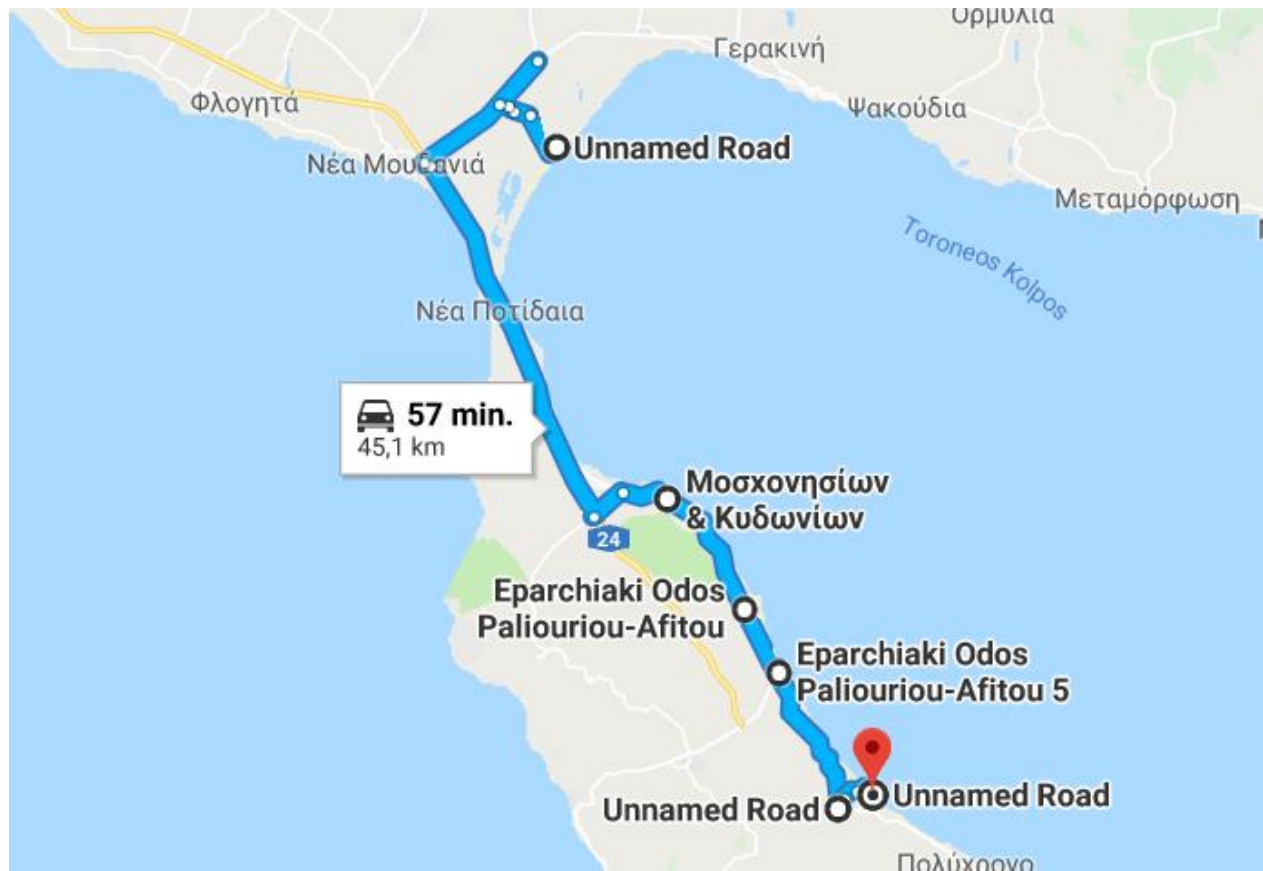 Ορμύλια
Γερακινή
Φλογητά
Ψακούδια
Unnamed Road
Νέα Μουδανιά
Μεταμόρφωση
Toroneos Kolpos
Νέα Ποτίδαια
57 min.
45,1 km
Μοσχονησίων
& Κυδωνίων
24
Eparchiaki Odos
Paliouriou-Afitou
Eparchiaki Odos
Paliouriou-Afitou 5
Unnamed Road
Unnamed Road
Πολύχρονο